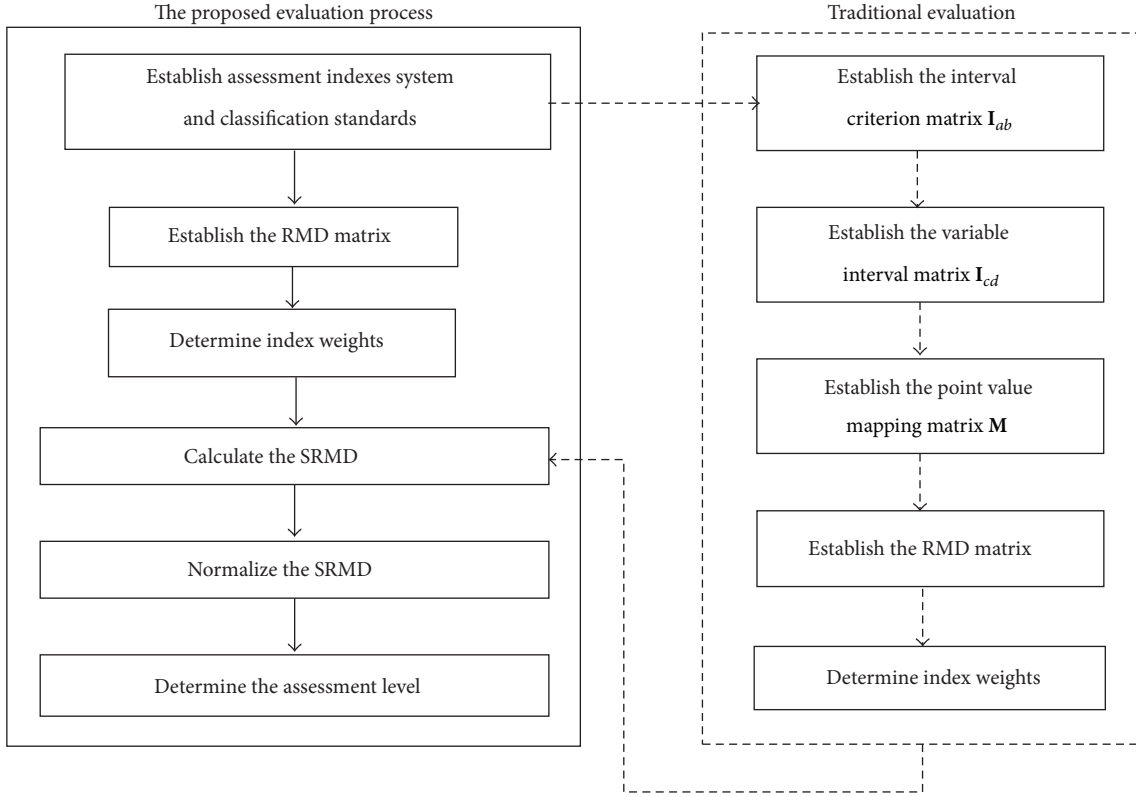 The proposed evaluation process
Establish assessment indexes system
and classification standards
Establish the RMD matrix
Determine index weights
Calculate the SRMD
Normalize the SRMD
Determine the assessment level
Traditional evaluation
Establish the interval
criterion matrix I_ab
Establish the variable
interval matrix I_cd
Establish the point value
mapping matrix M
Establish the RMD matrix
Determine index weights